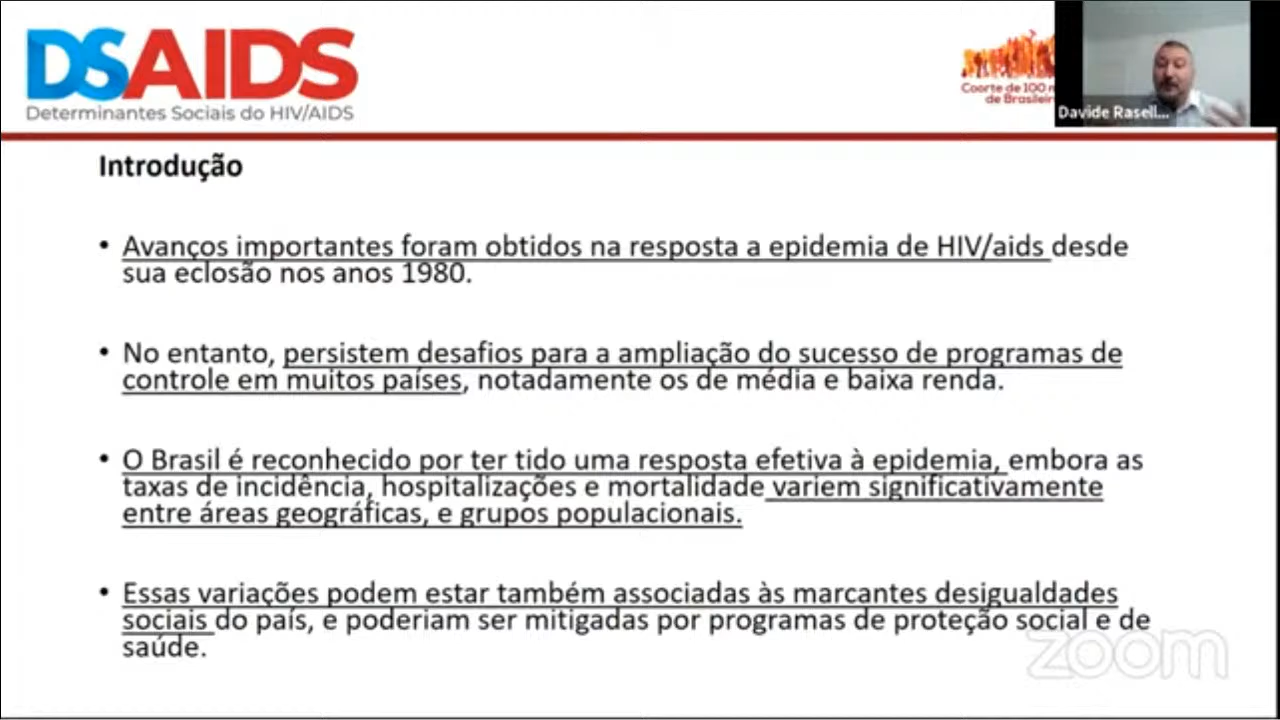 DSAIDS
Determinantes Sociais do HIV/AIDS
Coorte de 100 m
de Brasilei
Davide Rasell...
Introdução
• Avanços importantes foram obtidos na resposta a epidemia de HIV/aids desde
sua eclosão nos anos 1980.
• No entanto, persistem desafios para a ampliação do sucesso de programas de
controle em muitos países, notadamente os de média e baixa renda.
• O Brasil é reconhecido por ter tido uma resposta efetiva à epidemia, embora as
taxas de incidência, hospitalizações e mortalidade variem significativamente
entre áreas geográficas, e grupos populacionais.
• Essas variações podem estar também associadas às marcantes desigualdades
sociais do país, e poderiam ser mitigadas por programas de proteção social e de
saúde.
zoom